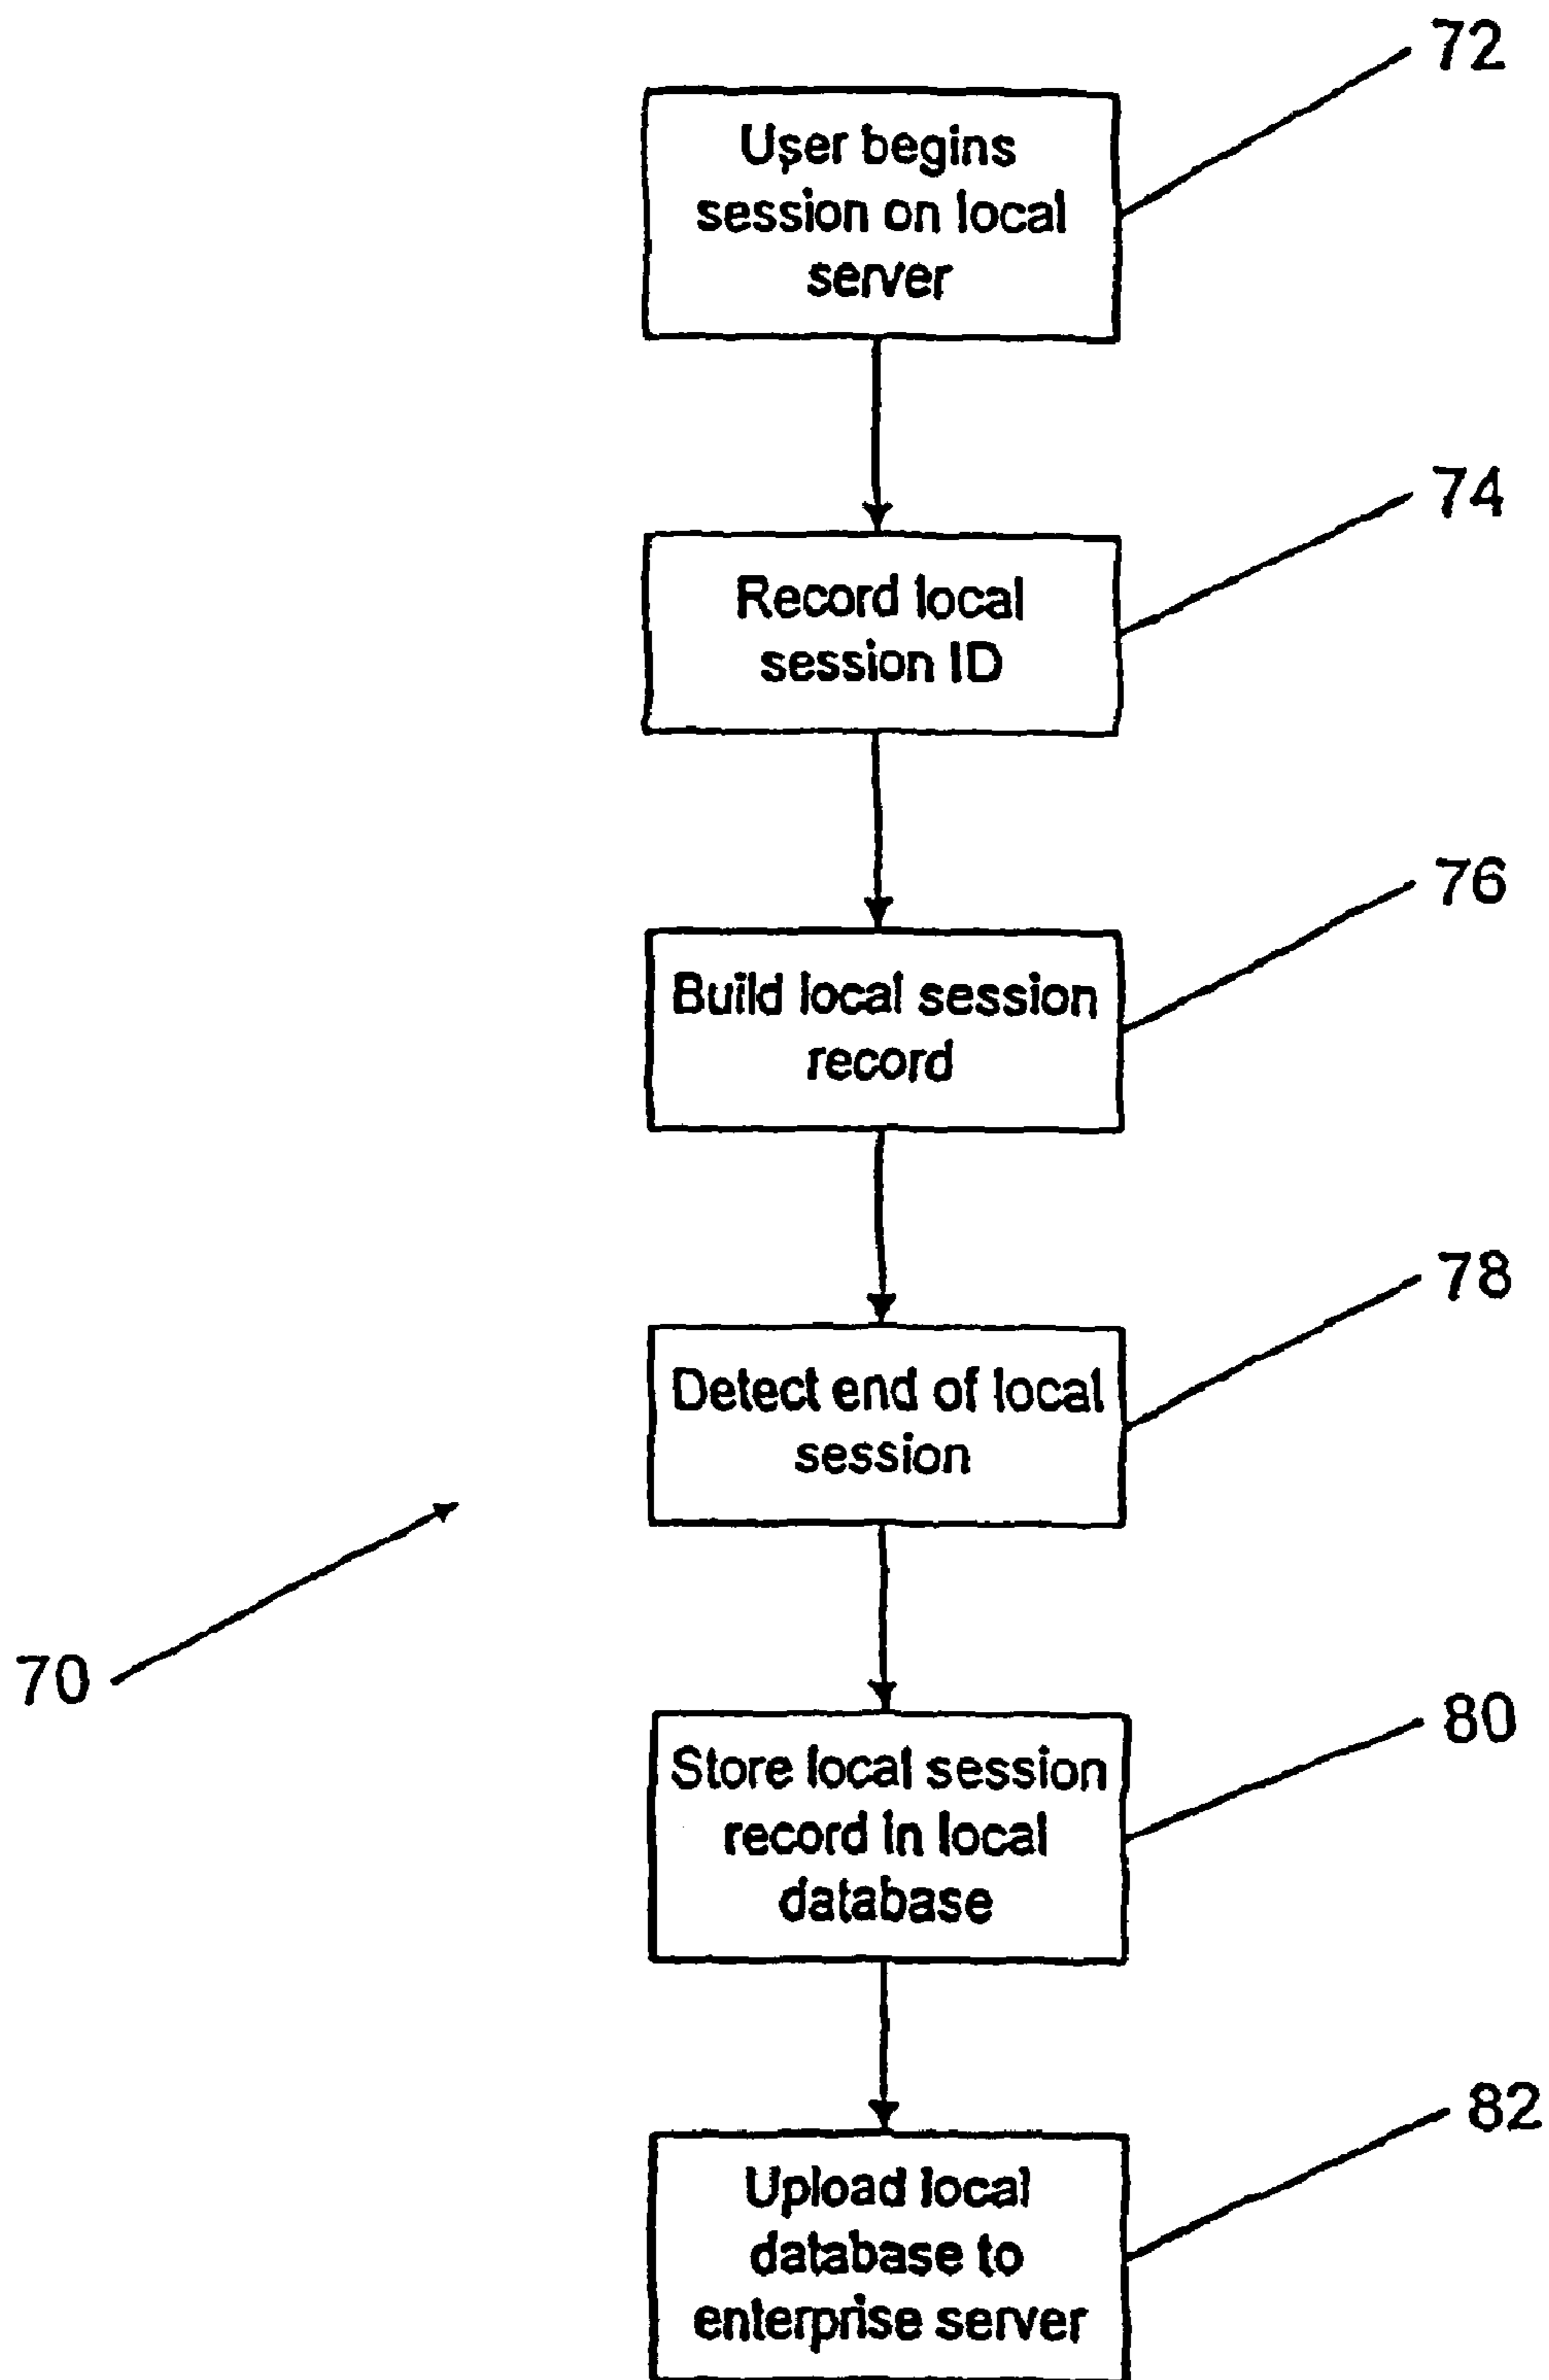 72
User begins
session on local
server
74
Record local
session ID
76
Build local session
record
78
Detect end of local
session
70
80
Store local session
record in local
database
82
Upload local
database to
enterprise server